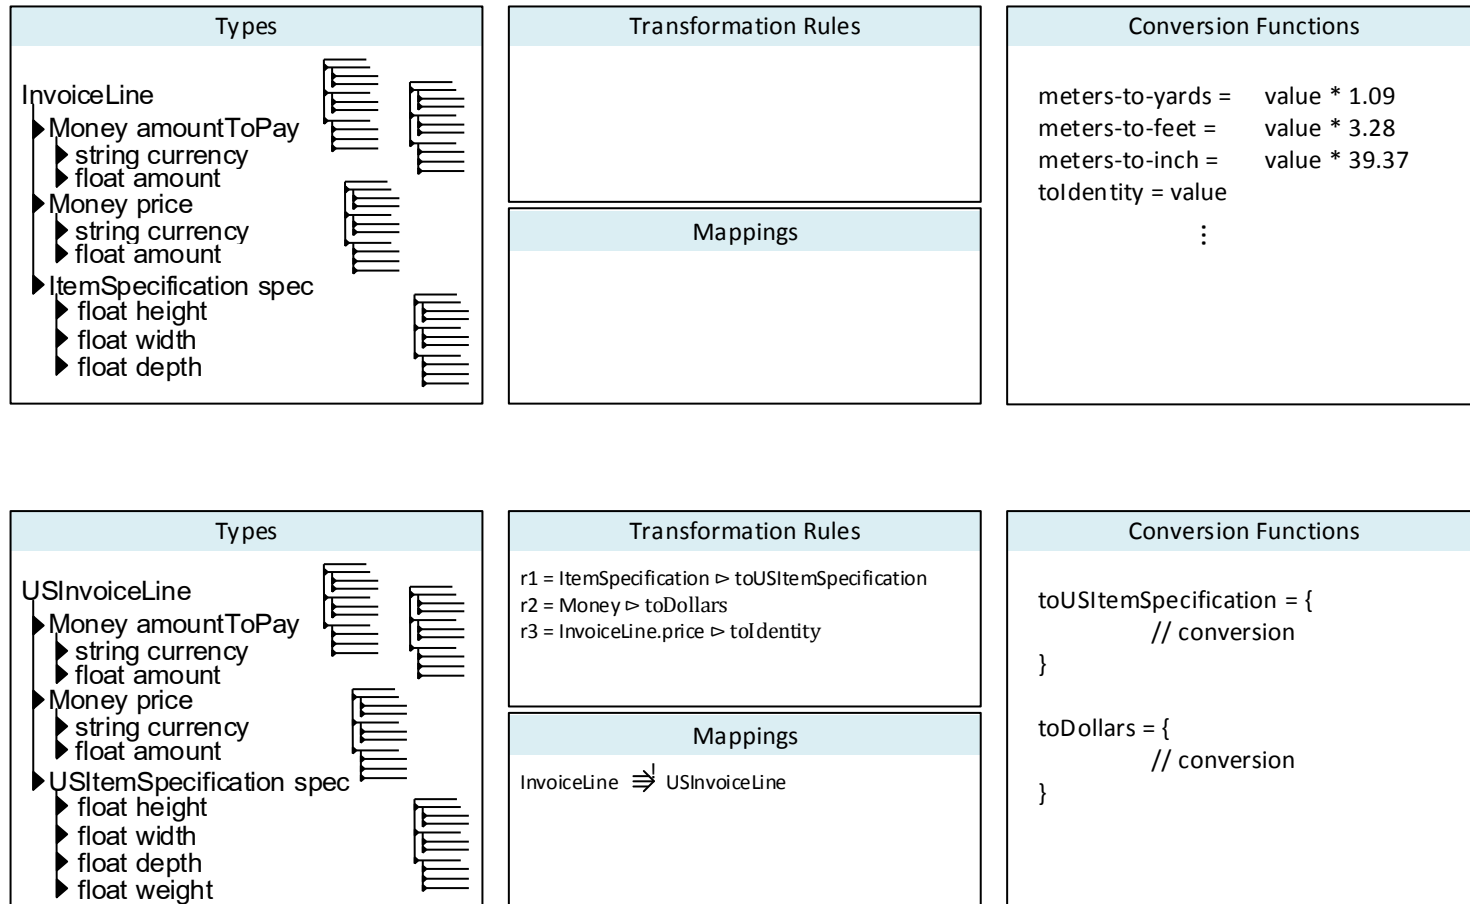 Types
InvoiceLine
Money amountToPay
string currency
float amount
Money price
string currency
float amount
ItemSpecification spec
float height
float width
float depth
Transformation Rules
Mappings
Conversion Functions
meters-to-yards = value * 1.09
meters-to-feet = value * 3.28
meters-to-inch = value * 39.37
toIdentity = value
⋮
Types
USInvoiceLine
Money amountToPay
string currency
float amount
Money price
string currency
float amount
USItemSpecification spec
float height
float width
float depth
float weight
Transformation Rules
r1 = ItemSpecification ⊳ toUSItemSpecification
r2 = Money ⊳ toDollars
r3 = InvoiceLine.price ⊳ toIdentity
Mappings
InvoiceLine ⇛! USInvoiceLine
Conversion Functions
toUSItemSpecification = {
// conversion
}
toDollars = {
// conversion
}